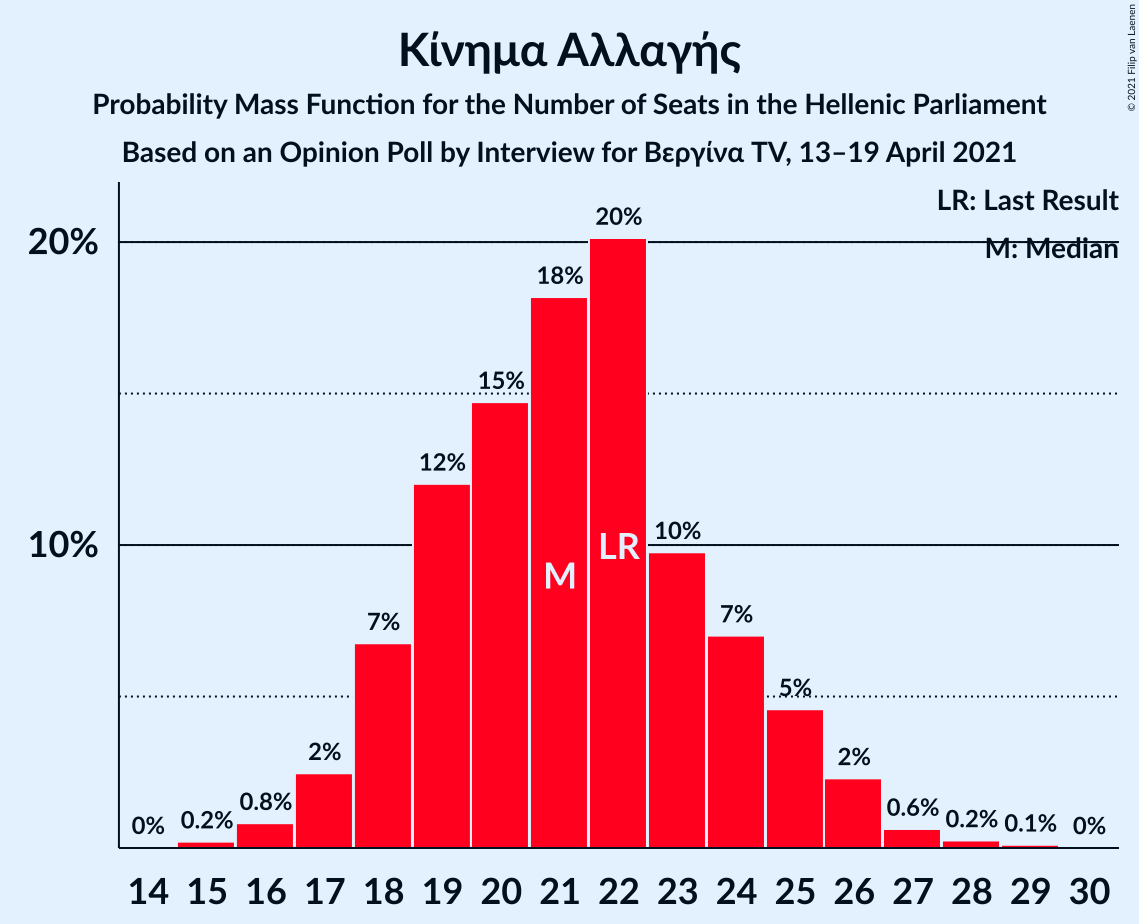 Κίνημα Αλλαγής
Probability Mass Function for the Number of Seats in the Hellenic Parliament
Based on an Opinion Poll by Interview for Βεργίνα TV, 13–19 April 2021
© 2021 Filip van Laenen
LR: Last Result
M: Median
20%
10%
0%
0.2%
0.8%
2%
7%
12%
15%
18%
20%
10%
7%
5%
2%
0.6%
0.2%
0.1%
0%
M
LR
14 15 16 17 18 19 20 21 22 23 24 25 26 27 28 29 30